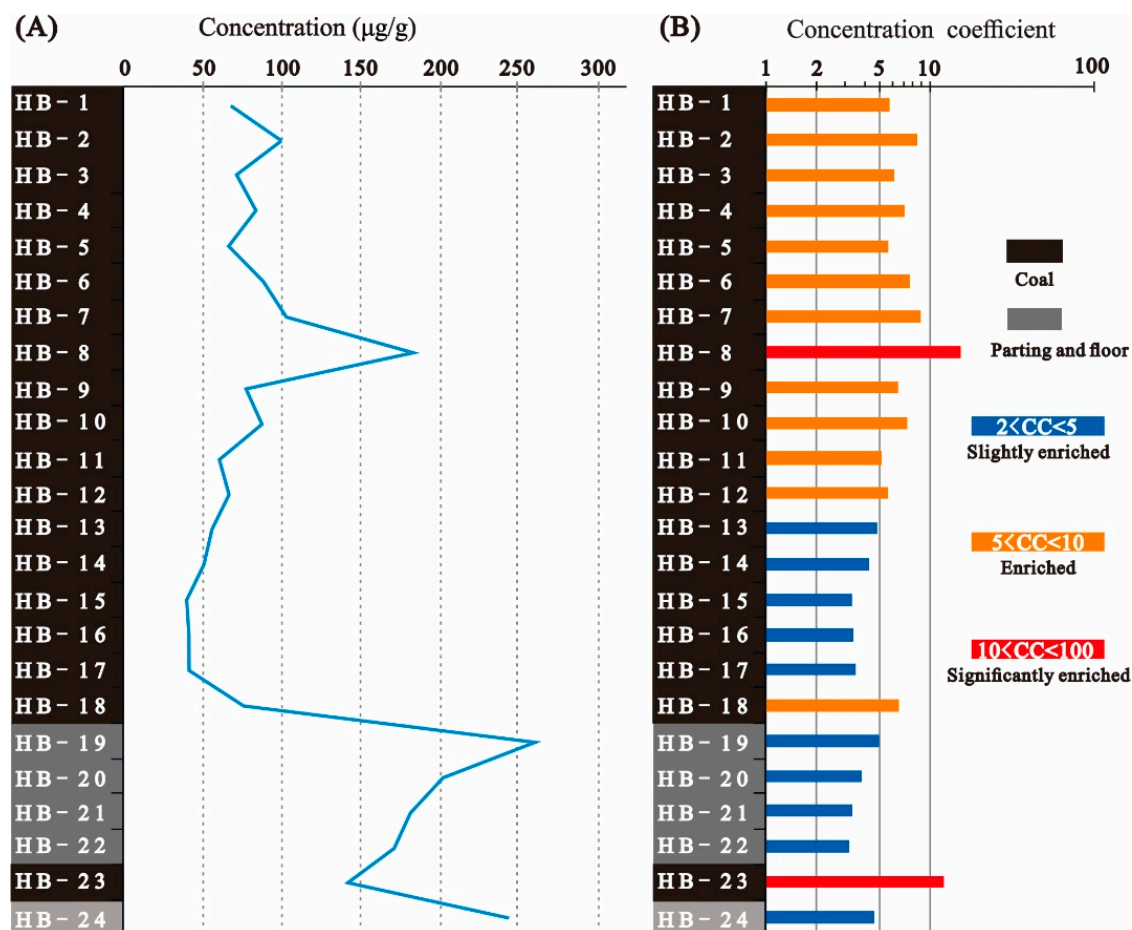 (A) Concentration (µg/g)
0 50 100 150 200 250 300
HB-1
HB-2
HB-3
HB-4
HB-5
HB-6
HB-7
HB-8
HB-9
HB-10
HB-11
HB-12
HB-13
HB-14
HB-15
HB-16
HB-17
HB-18
HB-19
HB-20
HB-21
HB-22
HB-23
HB-24
(B) Concentration coefficient
1 2 5 10 100
HB-1
HB-2
HB-3
HB-4
HB-5
HB-6
HB-7
HB-8
HB-9
HB-10
HB-11
HB-12
HB-13
HB-14
HB-15
HB-16
HB-17
HB-18
HB-19
HB-20
HB-21
HB-22
HB-23
HB-24
Coal
Parting and floor
2<CC<5
Slightly enriched
5<CC<10
Enriched
10<CC<100
Significantly enriched